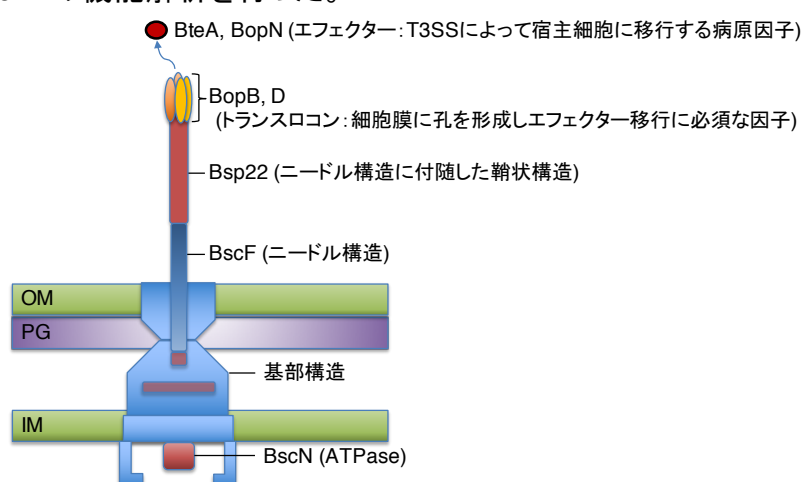 BteA, BopN (エフェクター：T3SSによって宿主細胞に移行する病原因子)
BopB, D
(トランスロコン：細胞膜に孔を形成しエフェクター移行に必須な因子)
Bsp22 (ニードル構造に付随した鞘状構造)
BscF (ニードル構造)
OM
PG
基部構造
IM
BscN (ATPase)